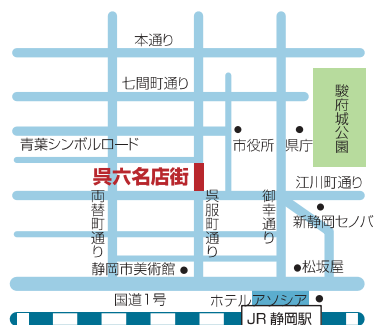 本通り
七間町通り
駿府城公園
青葉シンボルロード
市役所
県庁
呉六名店街
江川町通り
両替町通り
呉服町通り
御幸通り
新静岡セノバ
静岡市美術館
松坂屋
国道1号
ホテルアソシア
JR 静岡駅